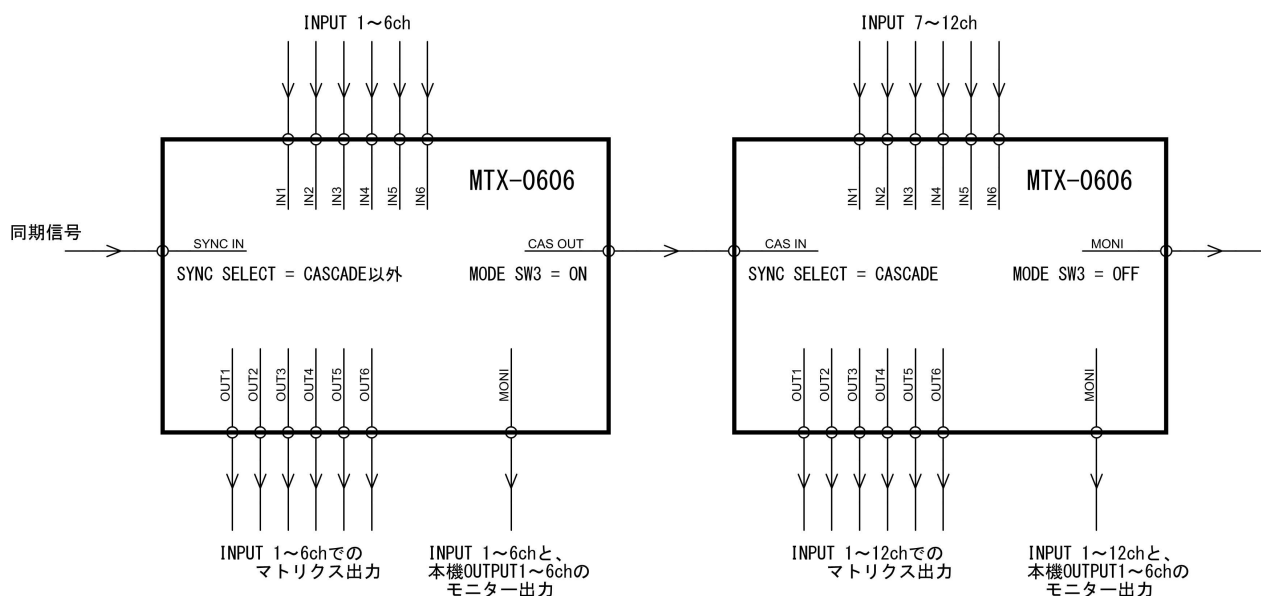 INPUT 1～6ch
INPUT 7～12ch
IN1
IN2
IN3
IN4
IN5
IN6
MTX-0606
IN1
IN2
IN3
IN4
IN5
IN6
MTX-0606
同期信号
SYNC IN
CAS OUT
CAS IN
MONI
SYNC SELECT = CASCADE以外
MODE SW3 = ON
SYNC SELECT = CASCADE
MODE SW3 = OFF
OUT1
OUT2
OUT3
OUT4
OUT5
OUT6
MONI
OUT1
OUT2
OUT3
OUT4
OUT5
OUT6
MONI
INPUT 1～6chでの
マトリクス出力
INPUT 1～6chと、
本機OUTPUT1～6chの
モニター出力
INPUT 1～12chでの
マトリクス出力
INPUT 1～12chと、
本機OUTPUT1～6chの
モニター出力